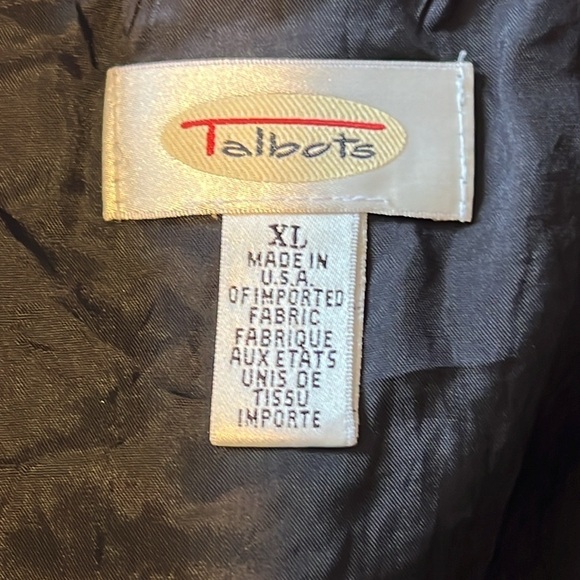 Talbots
XL
MADE IN
U.S.A.
OF IMPORTED
FABRIC
FABRIQUE
AUX ETATS
UNIS DE
TISSU
IMPORTE